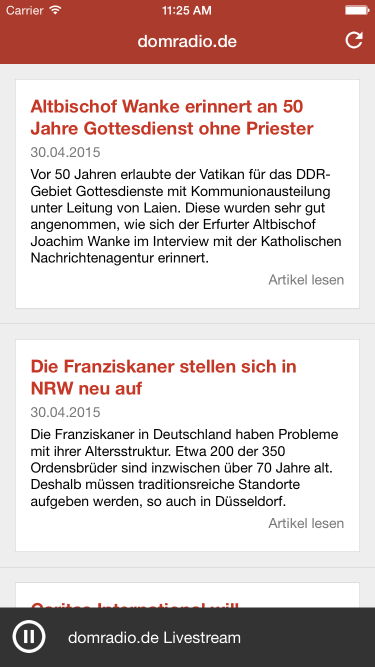 Carrier 11:25 AM
domradio.de
Altbischof Wanke erinnert an 50
Jahre Gottesdienst ohne Priester
30.04.2015
Vor 50 Jahren erlaubte der Vatikan für das DDR-
Gebiet Gottesdienste mit Kommunionausteilung
unter Leitung von Laien. Diese wurden sehr gut
angenommen, wie sich der Erfurter Altbischof
Joachim Wanke im Interview mit der Katholischen
Nachrichtenagentur erinnert.
Artikel lesen
Die Franziskaner stellen sich in
NRW neu auf
30.04.2015
Die Franziskaner in Deutschland haben Probleme
mit ihrer Altersstruktur. Etwa 200 der 350
Ordensbrüder sind inzwischen über 70 Jahre alt.
Deshalb müssen traditionsreiche Standorte
aufgeben werden, so auch in Düsseldorf.
Artikel lesen
Caritas International will
domradio.de Livestream